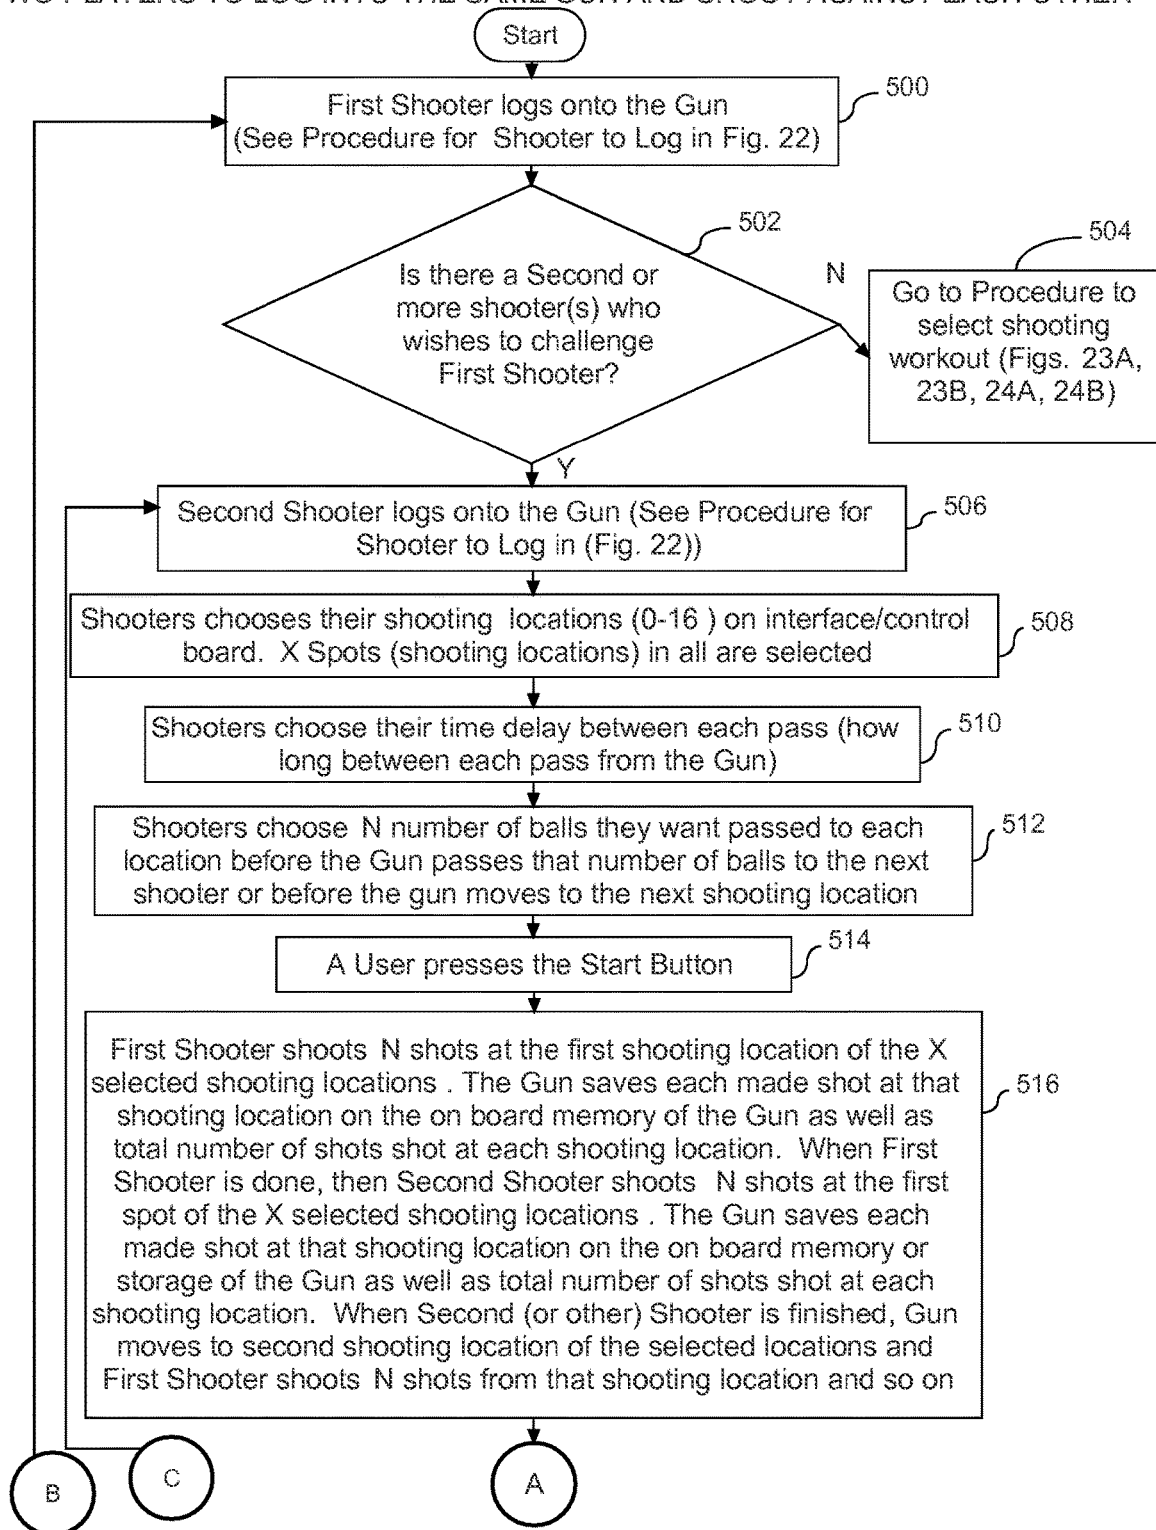 Start
First Shooter logs onto the Gun
(See Procedure for Shooter to Log in Fig. 22)
500
502
Is there a Second or
more shooter(s) who
wishes to challenge
First Shooter?
N
504
Go to Procedure to
select shooting
workout (Figs. 23A,
23B, 24A, 24B)
Y
Second Shooter logs onto the Gun (See Procedure for
Shooter to Log in (Fig. 22))
506
Shooters chooses their shooting locations (0-16 ) on interface/control
board. X Spots (shooting locations) in all are selected
508
Shooters choose their time delay between each pass (how
long between each pass from the Gun)
510
Shooters choose N number of balls they want passed to each
location before the Gun passes that number of balls to the next
shooter or before the gun moves to the next shooting location
512
A User presses the Start Button
514
First Shooter shoots N shots at the first shooting location of the X
selected shooting locations . The Gun saves each made shot at that
shooting location on the on board memory of the Gun as well as
total number of shots shot at each shooting location. When First
Shooter is done, then Second Shooter shoots N shots at the first
spot of the X selected shooting locations . The Gun saves each
made shot at that shooting location on the on board memory or
storage of the Gun as well as total number of shots shot at each
shooting location. When Second (or other) Shooter is finished, Gun
moves to second shooting location of the selected locations and
First Shooter shoots N shots from that shooting location and so on
516
B
C
A